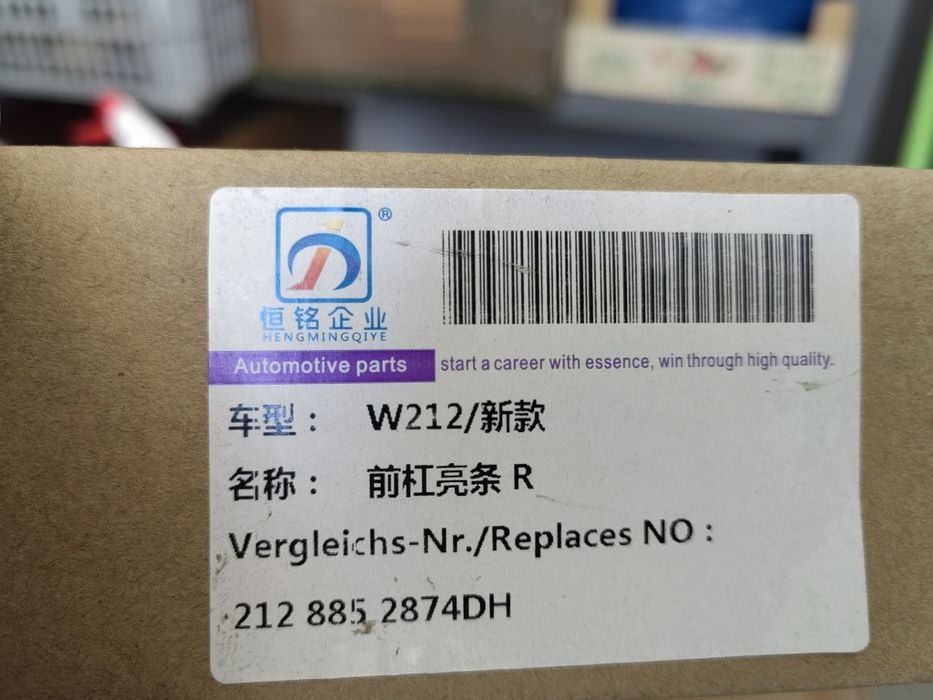 ®
恒铭企业
HENGMINGQIYE
Automotive parts
start a career with essence, win through high quality.
车型： W212/新款
名称： 前杠亮条 R
Vergleichs-Nr./Replaces NO：
212 885 2874DH